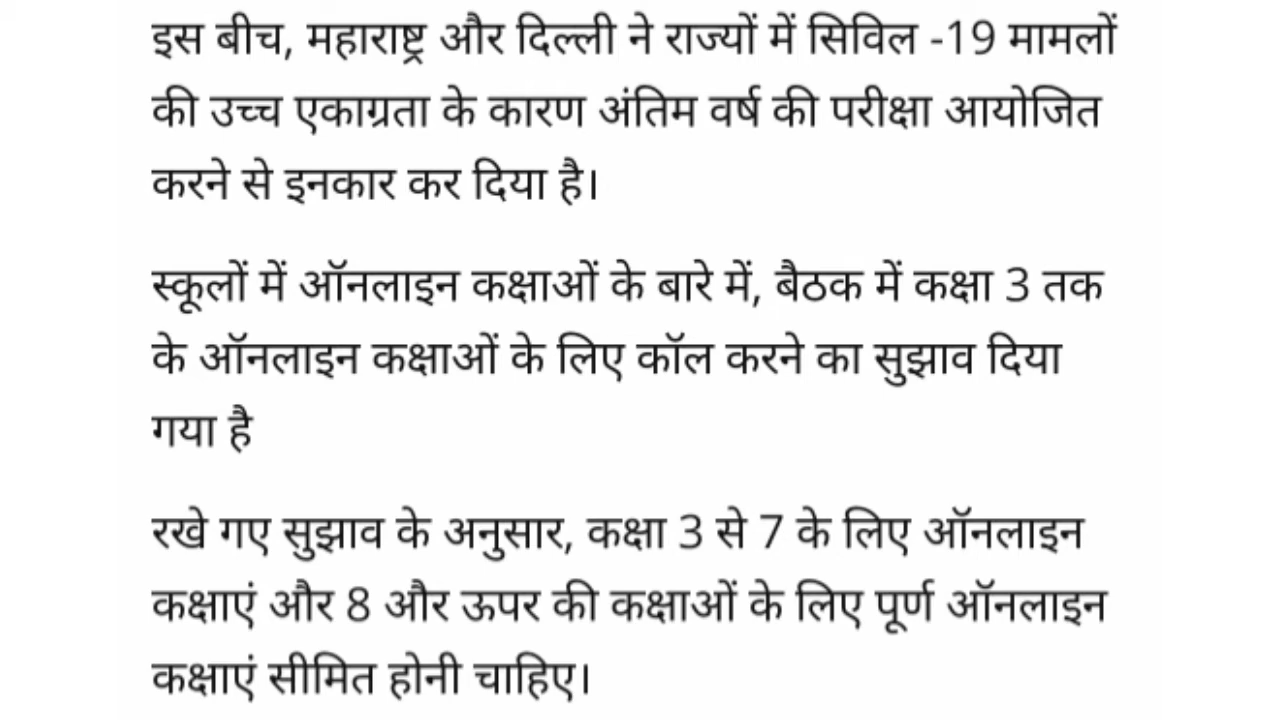 इस बीच, महाराष्ट्र और दिल्ली ने राज्यों में सिविल -19 मामलों
की उच्च एकाग्रता के कारण अंतिम वर्ष की परीक्षा आयोजित
करने से इनकार कर दिया है।
स्कूलों में ऑनलाइन कक्षाओं के बारे में, बैठक में कक्षा 3 तक
के ऑनलाइन कक्षाओं के लिए कॉल करने का सुझाव दिया
गया है
रखे गए सुझाव के अनुसार, कक्षा 3 से 7 के लिए ऑनलाइन
कक्षाएं और 8 और ऊपर की कक्षाओं के लिए पूर्ण ऑनलाइन
कक्षाएं सीमित होनी चाहिए।